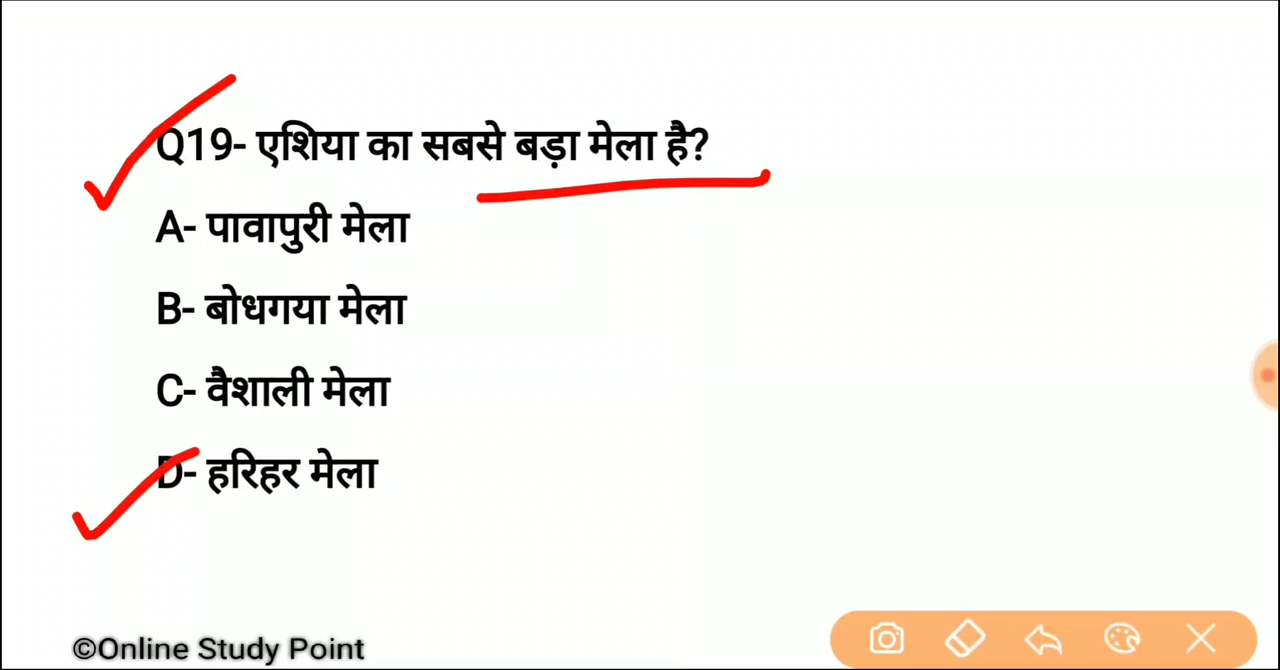 Q19- एशिया का सबसे बड़ा मेला है?
A- पावापुरी मेला
B- बोधगया मेला
C- वैशाली मेला
D- हरिहर मेला
©Online Study Point